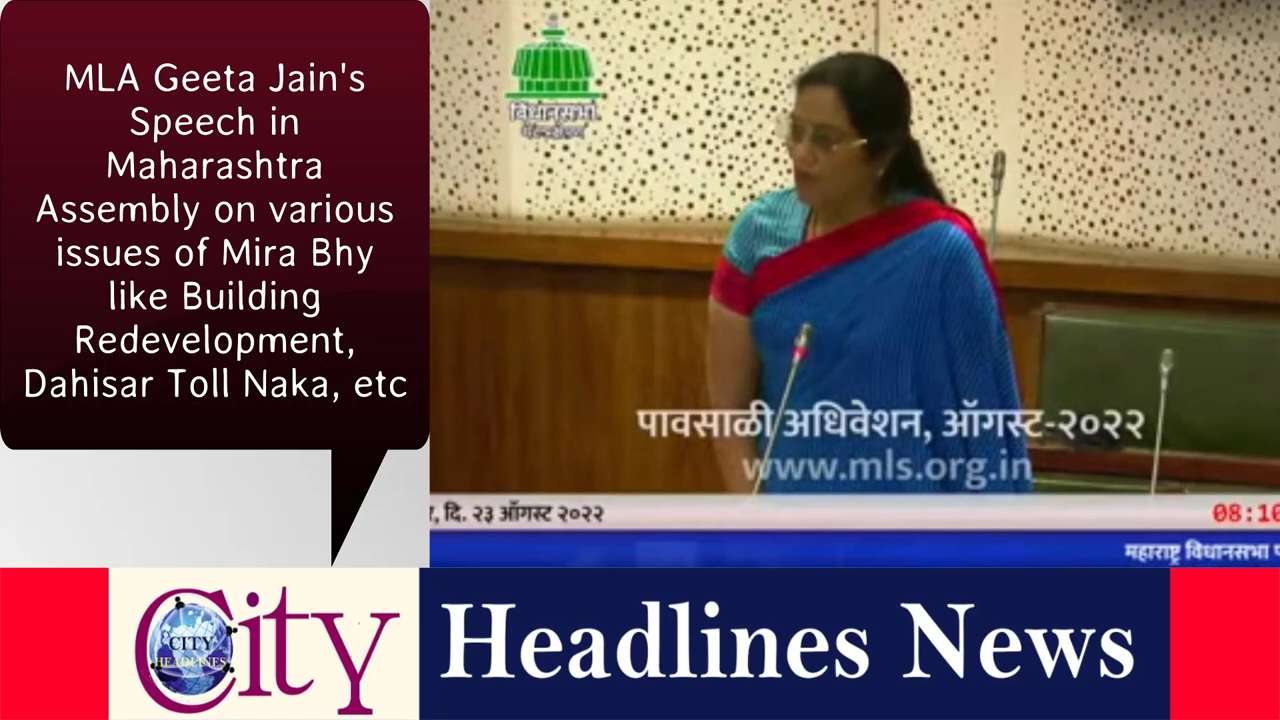 MLA Geeta Jain's
Speech in
Maharashtra
Assembly on various
issues of Mira Bhy
like Building
Redevelopment,
Dahisar Toll Naka, etc
विधानसभा
पावसाळी अधिवेशन, ऑगस्ट-२०२२
www.mls.org.in
, दि. २३ ऑगस्ट २०२२
08:10
महाराष्ट्र विधानसभा
City
CITY
HEADLINES
Headlines News